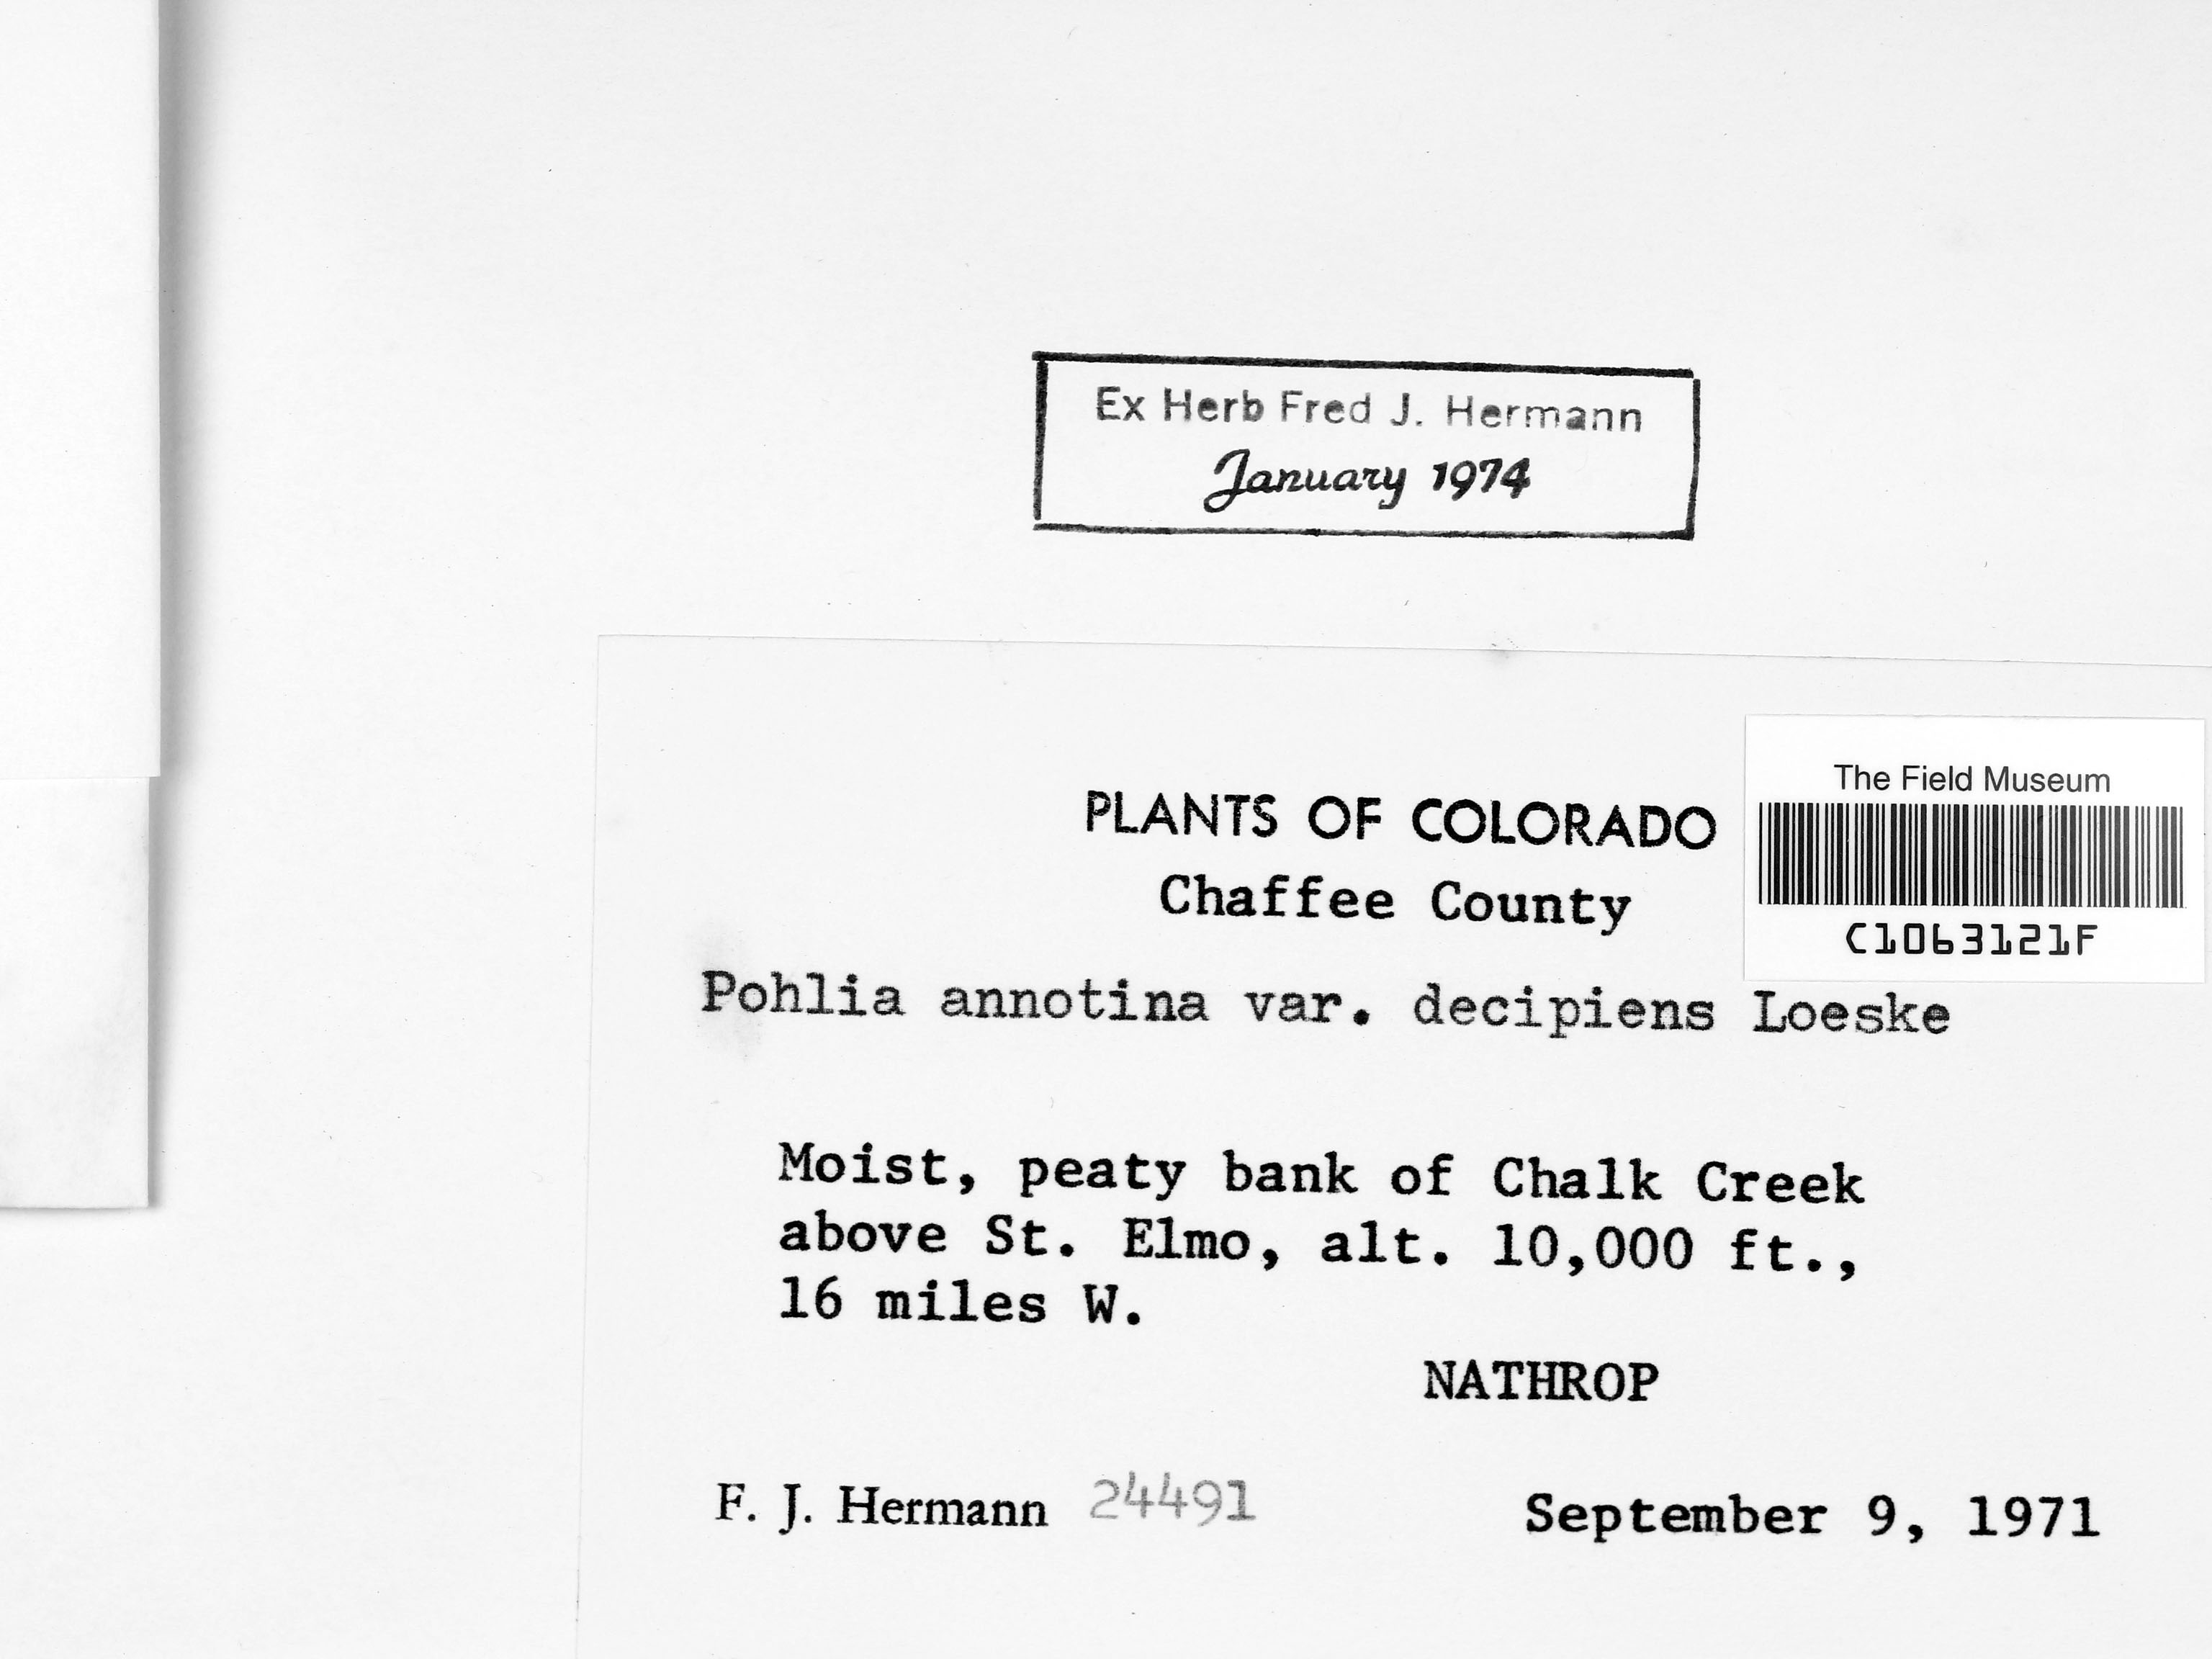 Ex Herb Fred J. Hermann
January 1974
The Field Museum
C1063121F
PLANTS OF COLORADO
Chaffee County
Pohlia annotina var. decipiens Loeske
Moist, peaty bank of Chalk Creek
above St. Elmo, alt. 10,000 ft.,
16 miles W.
NATHROP
F. J. Hermann 24491
September 9, 1971